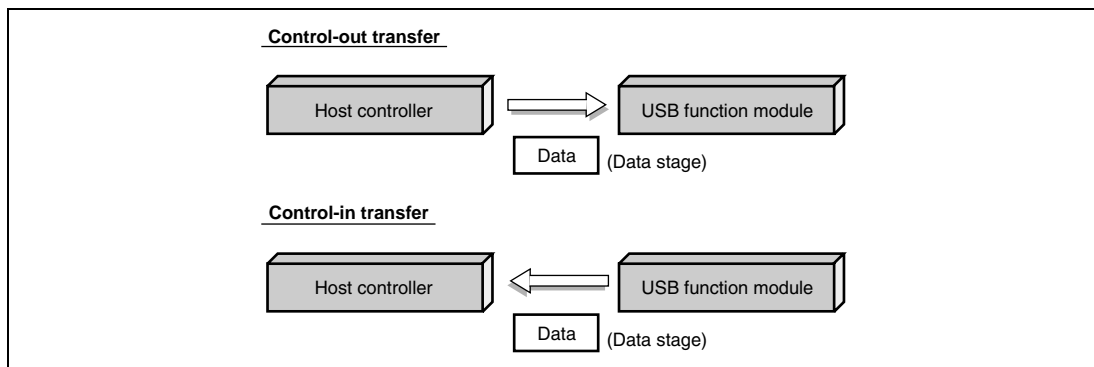 Control-out transfer
Host controller
USB function module
Data
(Data stage)
Control-in transfer
Host controller
USB function module
Data
(Data stage)